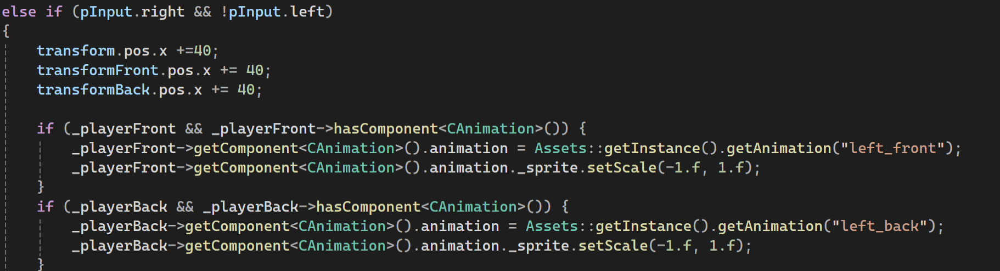 else if (pInput.right && !pInput.left)
{
    transform.pos.x +=40;
    transformFront.pos.x += 40;
    transformBack.pos.x += 40;

    if (_playerFront && _playerFront->hasComponent<CAnimation>()) {
        _playerFront->getComponent<CAnimation>().animation = Assets::getInstance().getAnimation("left_front");
        _playerFront->getComponent<CAnimation>().animation._sprite.setScale(-1.f, 1.f);
    }
    if (_playerBack && _playerBack->hasComponent<CAnimation>()) {
        _playerBack->getComponent<CAnimation>().animation = Assets::getInstance().getAnimation("left_back");
        _playerBack->getComponent<CAnimation>().animation._sprite.setScale(-1.f, 1.f);
    }